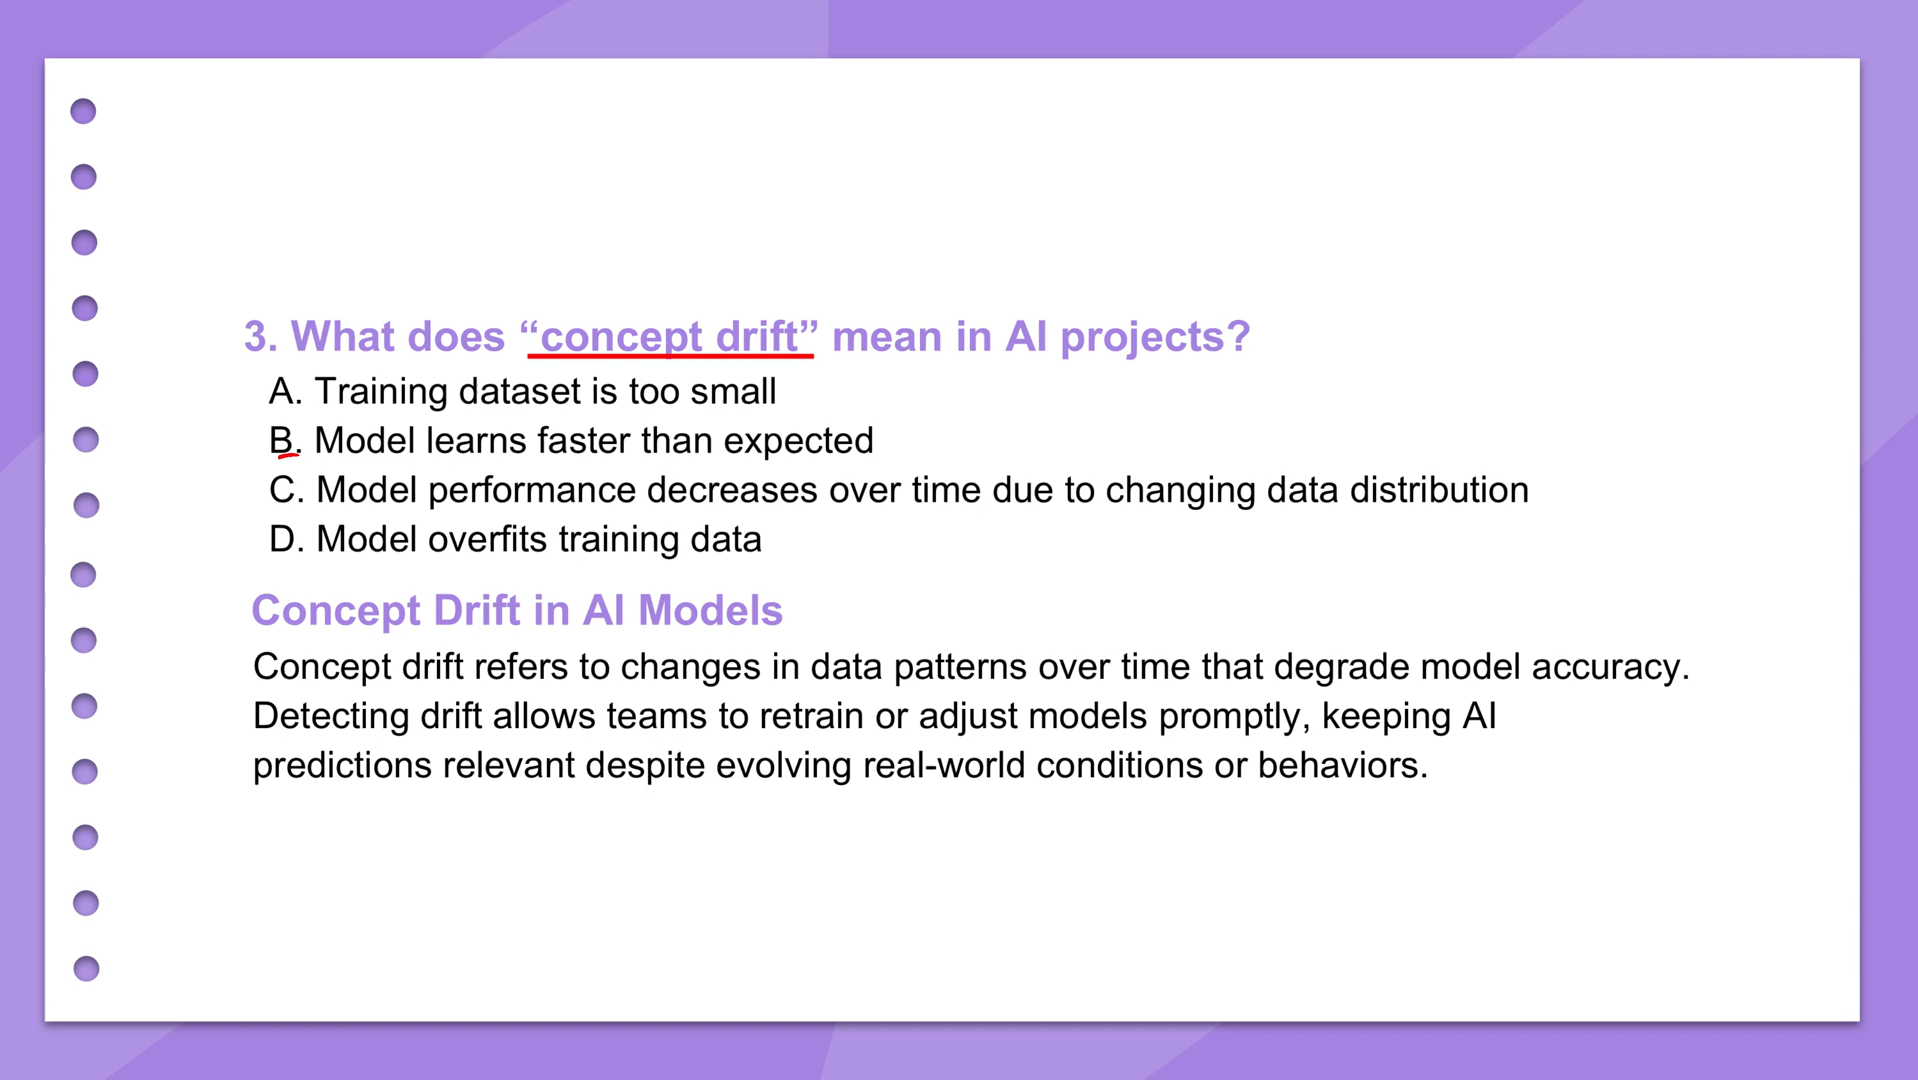 3. What does “concept drift” mean in AI projects?
A. Training dataset is too small
B. Model learns faster than expected
C. Model performance decreases over time due to changing data distribution
D. Model overfits training data
Concept Drift in AI Models
Concept drift refers to changes in data patterns over time that degrade model accuracy.
Detecting drift allows teams to retrain or adjust models promptly, keeping AI
predictions relevant despite evolving real-world conditions or behaviors.